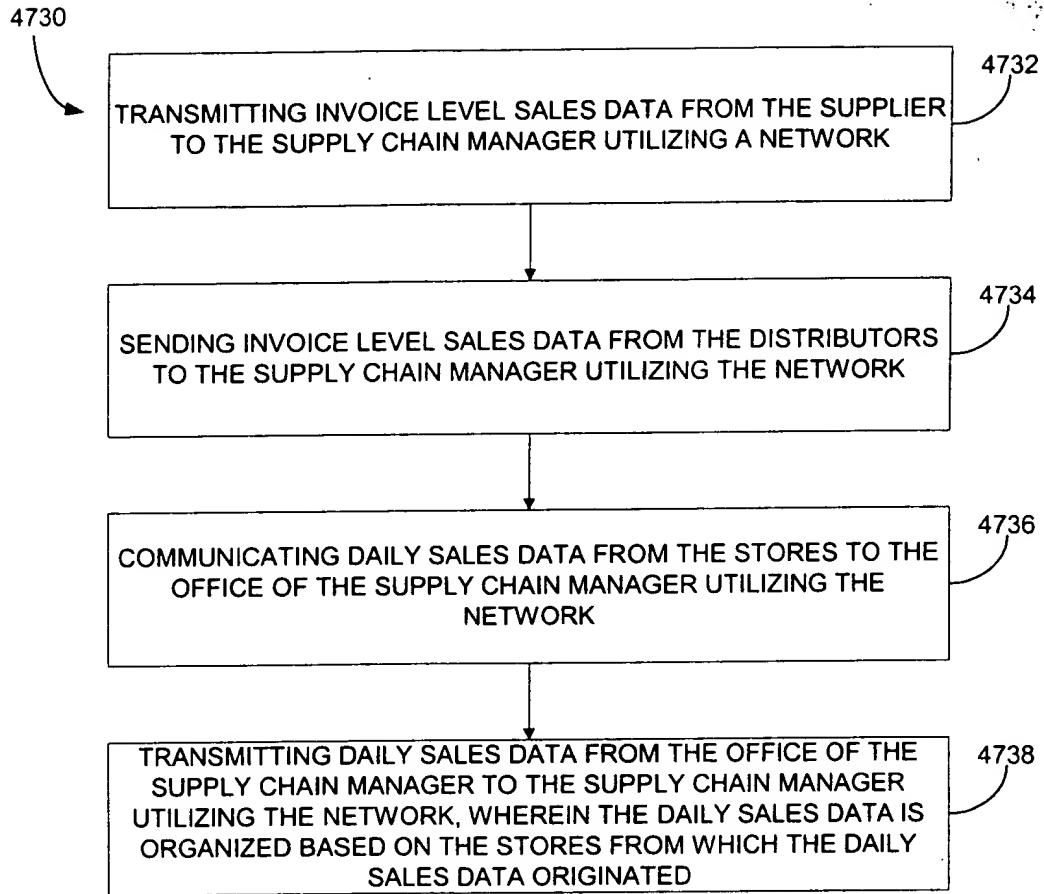 4730
4732
TRANSMITTING INVOICE LEVEL SALES DATA FROM THE SUPPLIER
TO THE SUPPLY CHAIN MANAGER UTILIZING A NETWORK
4734
SENDING INVOICE LEVEL SALES DATA FROM THE DISTRIBUTORS
TO THE SUPPLY CHAIN MANAGER UTILIZING THE NETWORK
4736
COMMUNICATING DAILY SALES DATA FROM THE STORES TO THE
OFFICE OF THE SUPPLY CHAIN MANAGER UTILIZING THE
NETWORK
4738
TRANSMITTING DAILY SALES DATA FROM THE OFFICE OF THE
SUPPLY CHAIN MANAGER TO THE SUPPLY CHAIN MANAGER
UTILIZING THE NETWORK, WHEREIN THE DAILY SALES DATA IS
ORGANIZED BASED ON THE STORES FROM WHICH THE DAILY
SALES DATA ORIGINATED